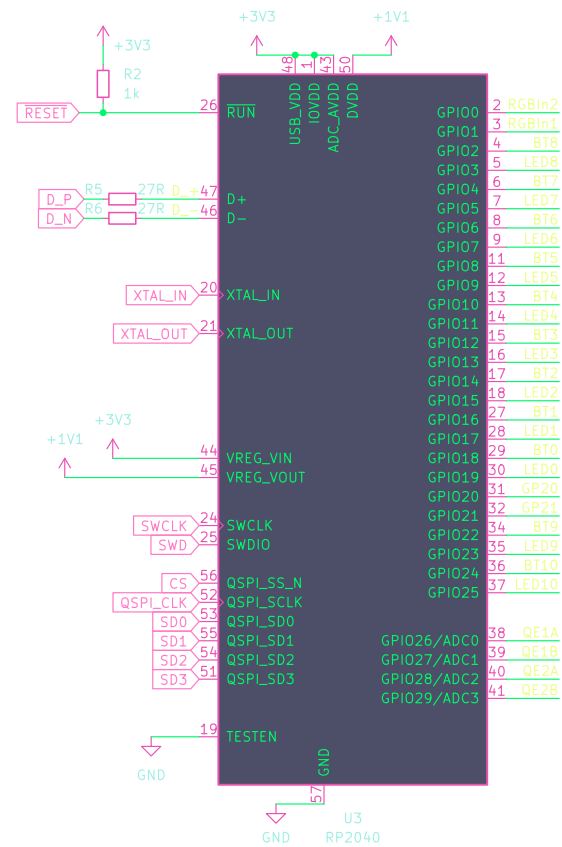 +3V3
+1V1
+3V3
R2
1k
48
1
43
50
USB_VDD
IOVDD
ADC_AVDD
DVDD
RESET
26
RUN
GPIO0
2
RGBIn2
GPIO1
3
RGBIn1
GPIO2
4
BT8
GPIO3
5
LED8
GPIO4
6
BT7
R5
27R
D_+
47
D_P
D+
GPIO5
7
LED7
R6
27R
D_-
46
D_N
D-
GPIO6
8
BT6
GPIO7
9
LED6
GPIO8
11
BT5
GPIO9
12
LED5
XTAL_IN
20
XTAL_IN
GPIO10
13
BT4
GPIO11
14
LED4
XTAL_OUT
21
XTAL_OUT
GPIO12
15
BT3
GPIO13
16
LED3
GPIO14
17
BT2
GPIO15
18
LED2
GPIO16
27
BT1
+3V3
GPIO17
28
LED1
+1V1
44
VREG_VIN
GPIO18
29
BT0
45
VREG_VOUT
GPIO19
30
LED0
GPIO20
31
GP20
GPIO21
32
GP21
SWCLK
24
SWCLK
GPIO22
34
BT9
SWD
25
SWDIO
GPIO23
35
LED9
GPIO24
36
BT10
CS
56
QSPI_SS_N
GPIO25
37
LED10
QSPI_CLK
52
QSPI_SCLK
SD0
53
QSPI_SD0
SD1
55
QSPI_SD1
GPIO26/ADC0
38
QE1A
SD2
54
QSPI_SD2
GPIO27/ADC1
39
QE1B
SD3
51
QSPI_SD3
GPIO28/ADC2
40
QE2A
GPIO29/ADC3
41
QE2B
19
TESTEN
GND
GND
57
U3
GND
RP2040